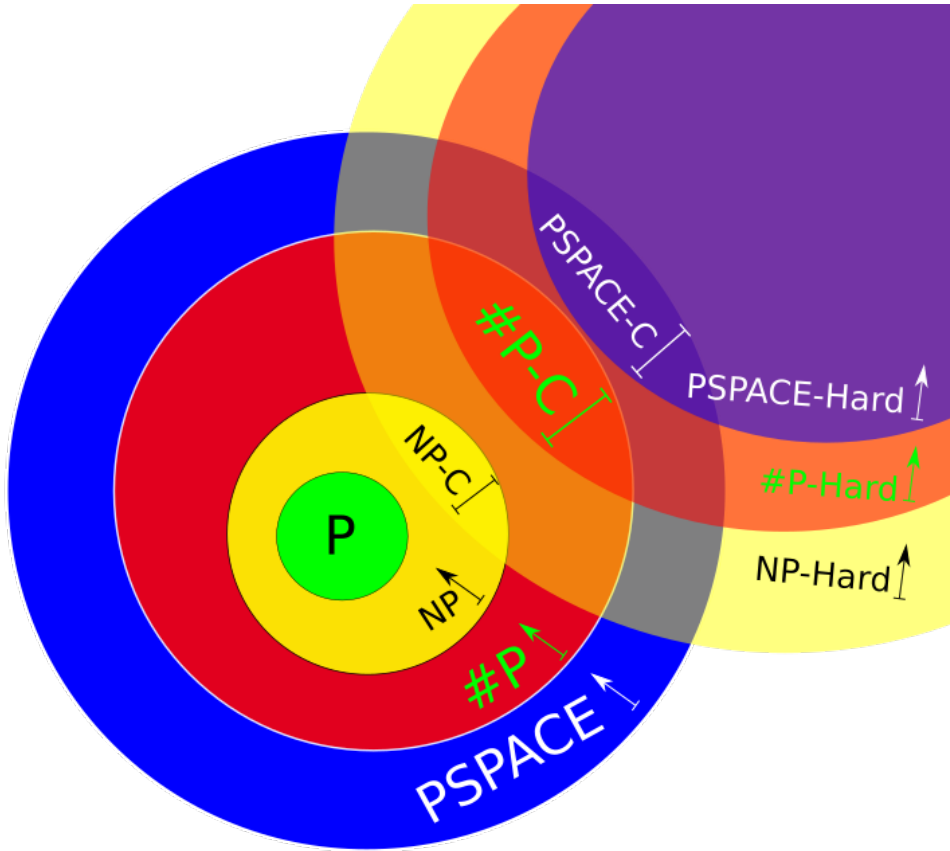 PSPACE-C
#P-C
PSPACE-Hard
NP-C
#P-Hard
P
NP-Hard
NP
#P
PSPACE